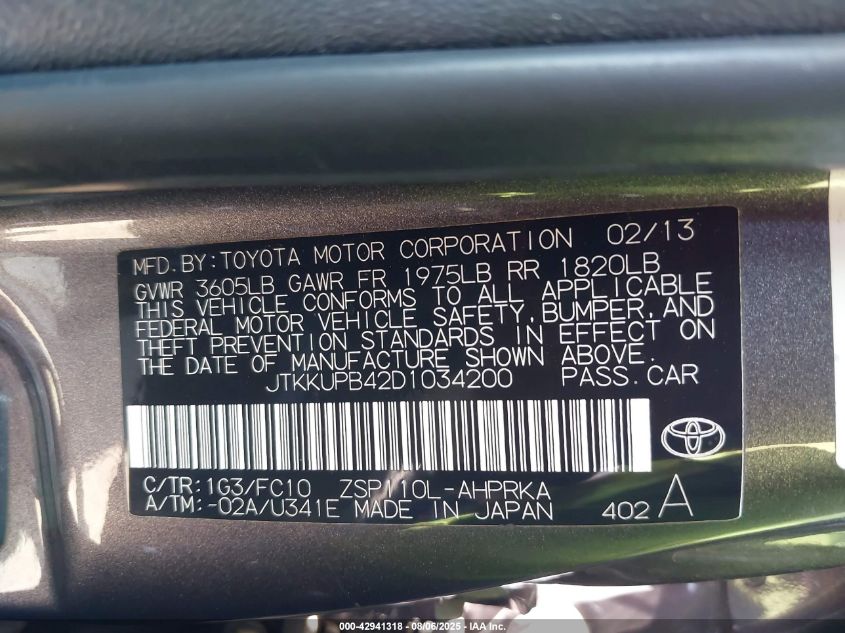 MFD.BY:TOYOTA MOTOR CORPORATION 02/13
GVWR 3605LB GAWR FR 1975LB RR 1820LB
THIS VEHICLE CONFORMS TO ALL APPLICABLE
FEDERAL MOTOR VEHICLE SAFETY,BUMPER,AND
THEFT PREVENTION STANDARDS IN EFFECT ON
THE DATE OF MANUFACTURE SHOWN ABOVE.
JTKKUPB42D1034200 PASS.CAR
C/TR:1G3/FC10 ZSP110L-AHPRKA
A/TM:-02A/U341E MADE IN JAPAN 402 A
000-42941318 - 08/06/2025 - IAA Inc.